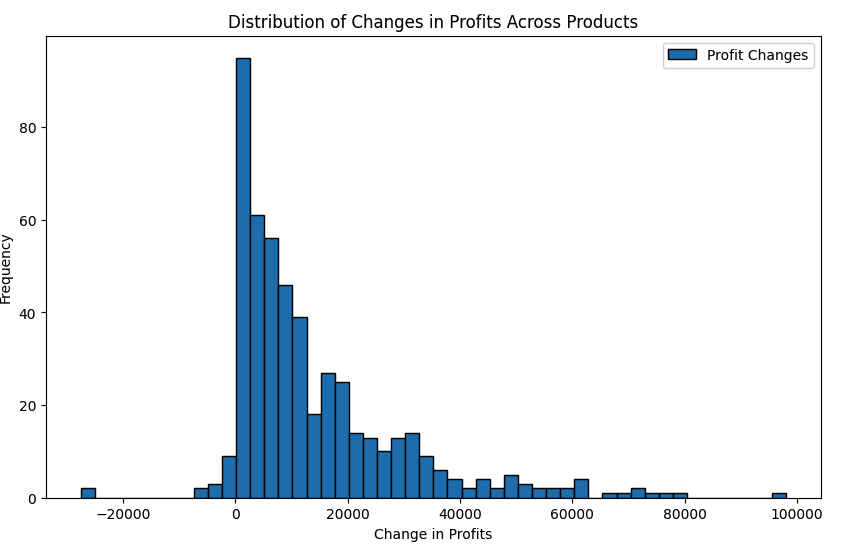 Distribution of Changes in Profits Across Products
Profit Changes
Frequency
80
60
40
20
0
−20000 0 20000 40000 60000 80000 100000
Change in Profits